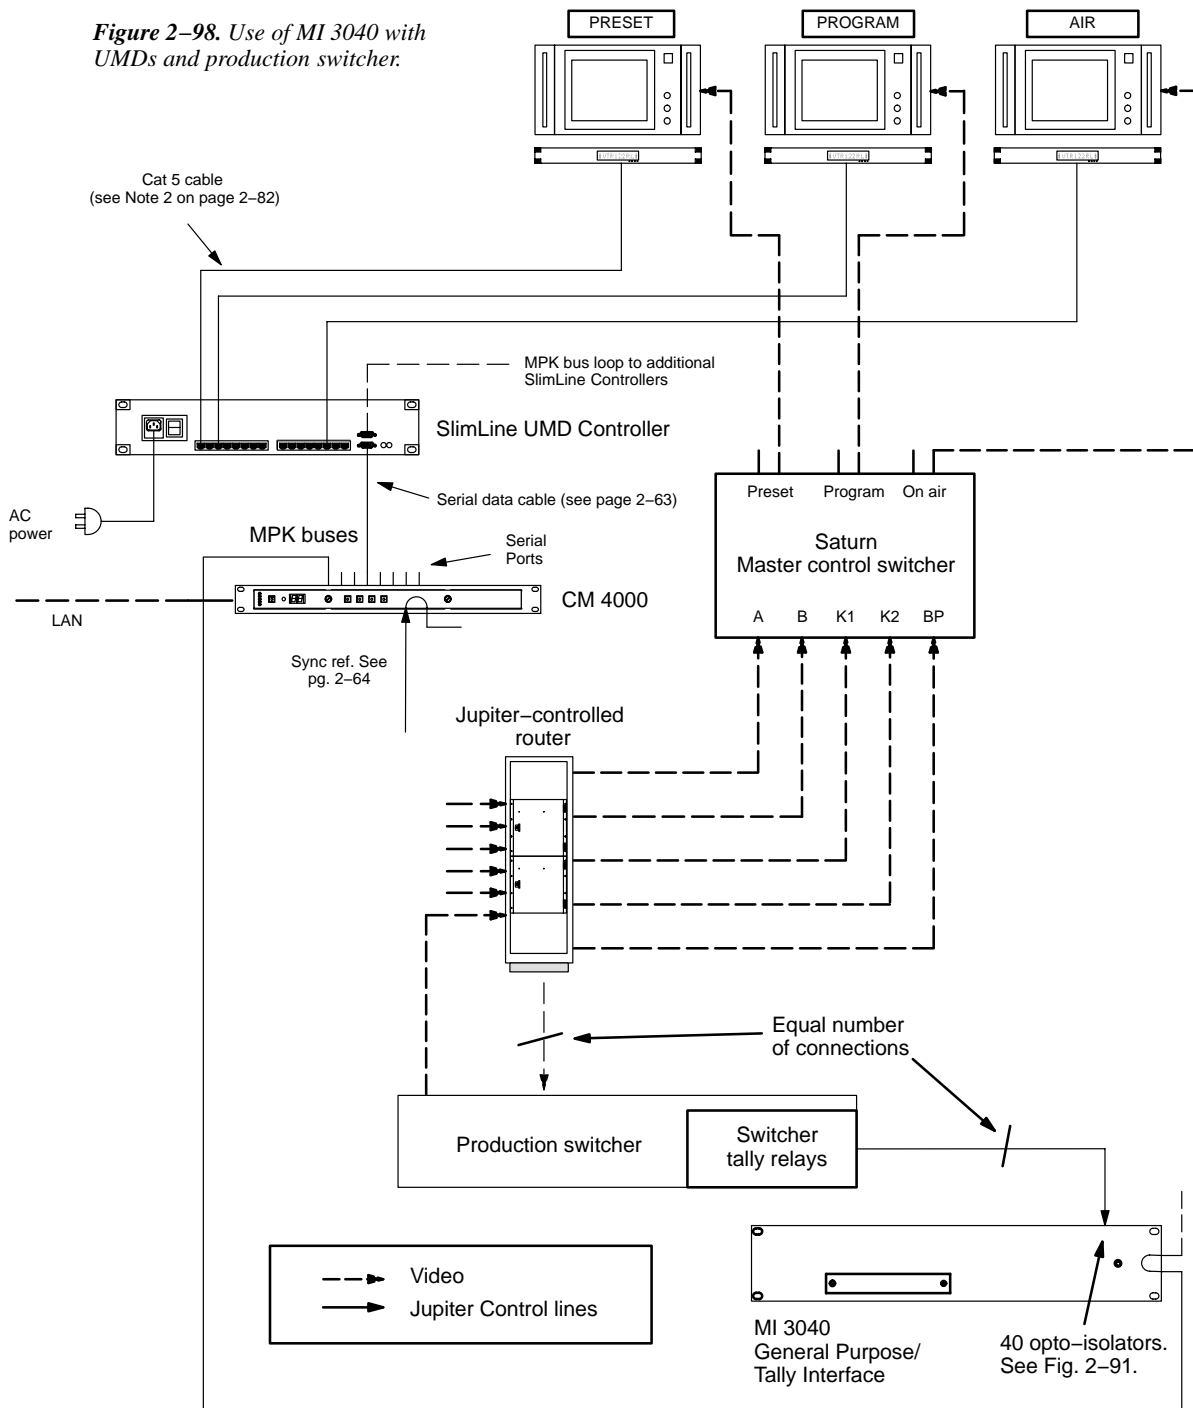 Figure 2–98. Use of MI 3040 with
UMDs and production switcher.
PRESET
PROGRAM
AIR
Cat 5 cable
(see Note 2 on page 2–82)
MPK bus loop to additional
SlimLine Controllers
SlimLine UMD Controller
Serial data cable (see page 2–63)
AC
power
MPK buses
Serial
Ports
LAN
CM 4000
Sync ref. See
pg. 2–64
Preset
Program
On air
Saturn
Master control switcher
A
B
K1
K2
BP
Jupiter–controlled
router
Equal number
of connections
Production switcher
Switcher
tally relays
Video
Jupiter Control lines
MI 3040
General Purpose/
Tally Interface
40 opto–isolators.
See Fig. 2–91.